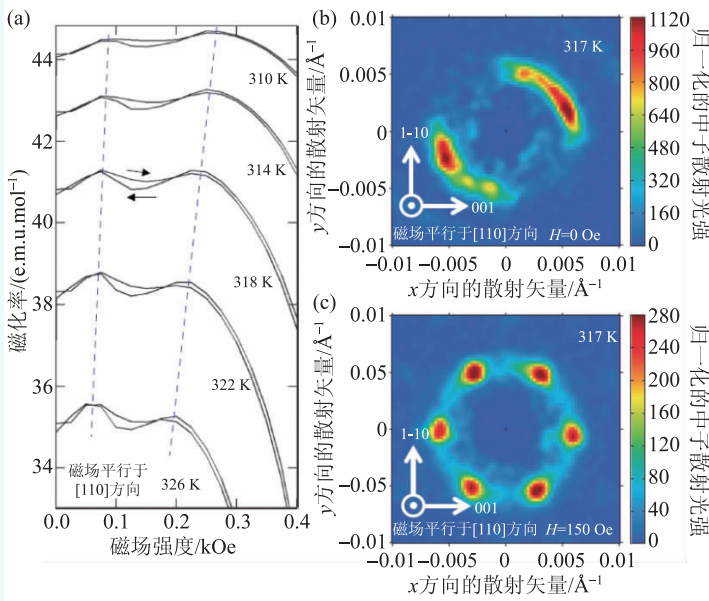 (a)
44
42
40
38
36
34
0.0
0.1
0.2
0.3
0.4
磁化率/(e.m.u.mol⁻¹)
磁场强度/kOe
310 K
314 K
318 K
322 K
326 K
磁场平行于
[110]方向
(b)
0.01
0.005
0
−0.005
−0.01
y方向的散射矢量/Å⁻¹
317 K
1-10
001
磁场平行于[110]方向 H=0 Oe
−0.01
−0.005
0
0.005
0.01
x方向的散射矢量/Å⁻¹
1120
960
800
640
480
320
160
0
归一化的中子散射光强
(c)
0.01
0.005
0
−0.005
−0.01
y方向的散射矢量/Å⁻¹
317 K
1-10
001
磁场平行于[110]方向 H=150 Oe
−0.01
−0.005
0
0.005
0.01
x方向的散射矢量/Å⁻¹
280
240
200
160
120
80
40
0
归一化的中子散射光强